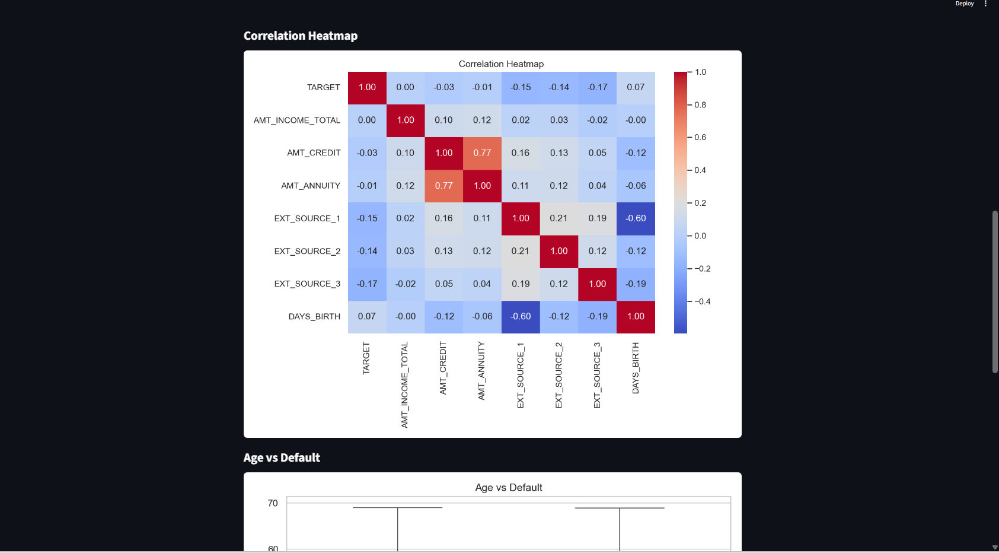 Deploy
Correlation Heatmap
Correlation Heatmap
TARGET 1.00 0.00 -0.03 -0.01 -0.15 -0.14 -0.17 0.07
AMT_INCOME_TOTAL 0.00 1.00 0.10 0.12 0.02 0.03 -0.02 -0.00
AMT_CREDIT -0.03 0.10 1.00 0.77 0.16 0.13 0.05 -0.12
AMT_ANNUITY -0.01 0.12 0.77 1.00 0.11 0.12 0.04 -0.06
EXT_SOURCE_1 -0.15 0.02 0.16 0.11 1.00 0.21 0.19 -0.60
EXT_SOURCE_2 -0.14 0.03 0.13 0.12 0.21 1.00 0.12 -0.12
EXT_SOURCE_3 -0.17 -0.02 0.05 0.04 0.19 0.12 1.00 -0.19
DAYS_BIRTH 0.07 -0.00 -0.12 -0.06 -0.60 -0.12 -0.19 1.00
TARGET
AMT_INCOME_TOTAL
AMT_CREDIT
AMT_ANNUITY
EXT_SOURCE_1
EXT_SOURCE_2
EXT_SOURCE_3
DAYS_BIRTH
1.0
0.8
0.6
0.4
0.2
0.0
−0.2
−0.4
Age vs Default
Age vs Default
70
60